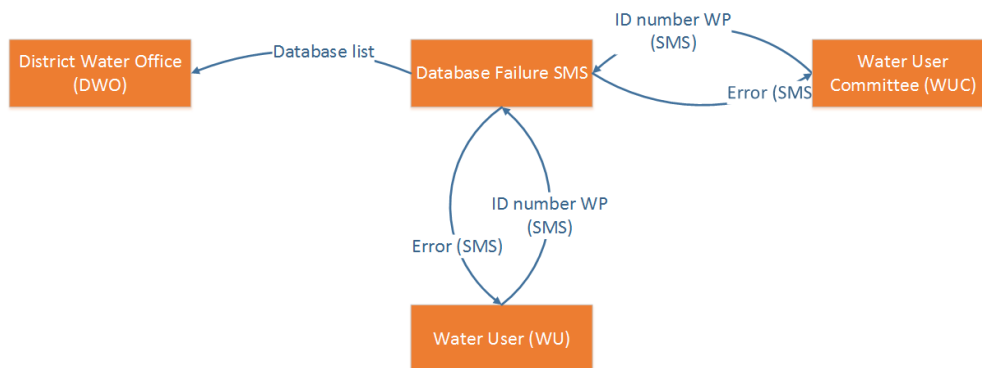 ID number WP
(SMS)
District Water Office
(DWO)
Database list
Database Failure SMS
Water User
Committee (WUC)
Error (SMS
ID number WP
(SMS)
Error (SMS)
Water User (WU)